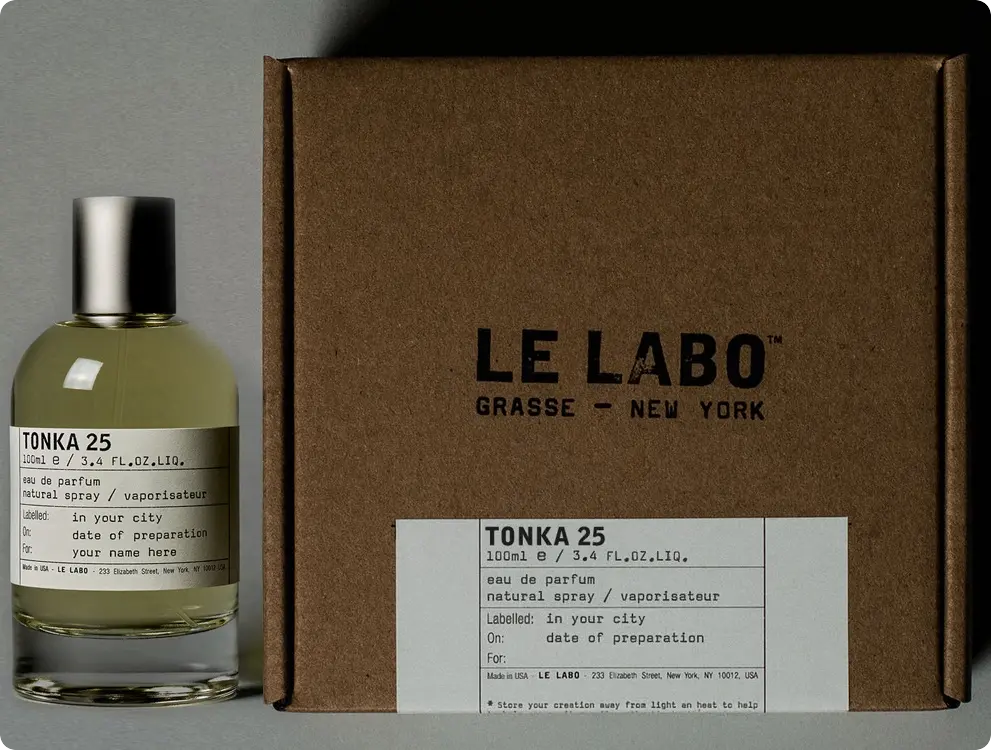 TONKA 25
100ml e / 3.4 FL.OZ.LIQ.
eau de parfum
natural spray / vaporisateur
Labelled: in your city
On: date of preparation
For: your name here
Made in USA - LE LABO - 233 Elizabeth Street, New York, NY 10012 USA
LE LABO™
GRASSE — NEW YORK
TONKA 25
100ml e / 3.4 FL.OZ.LIQ.
eau de parfum
natural spray / vaporisateur
Labelled: in your city
On: date of preparation
For:
Made in USA - LE LABO - 233 Elizabeth Street, New York, NY 10012, USA
* Store your creation away from light an heat to help